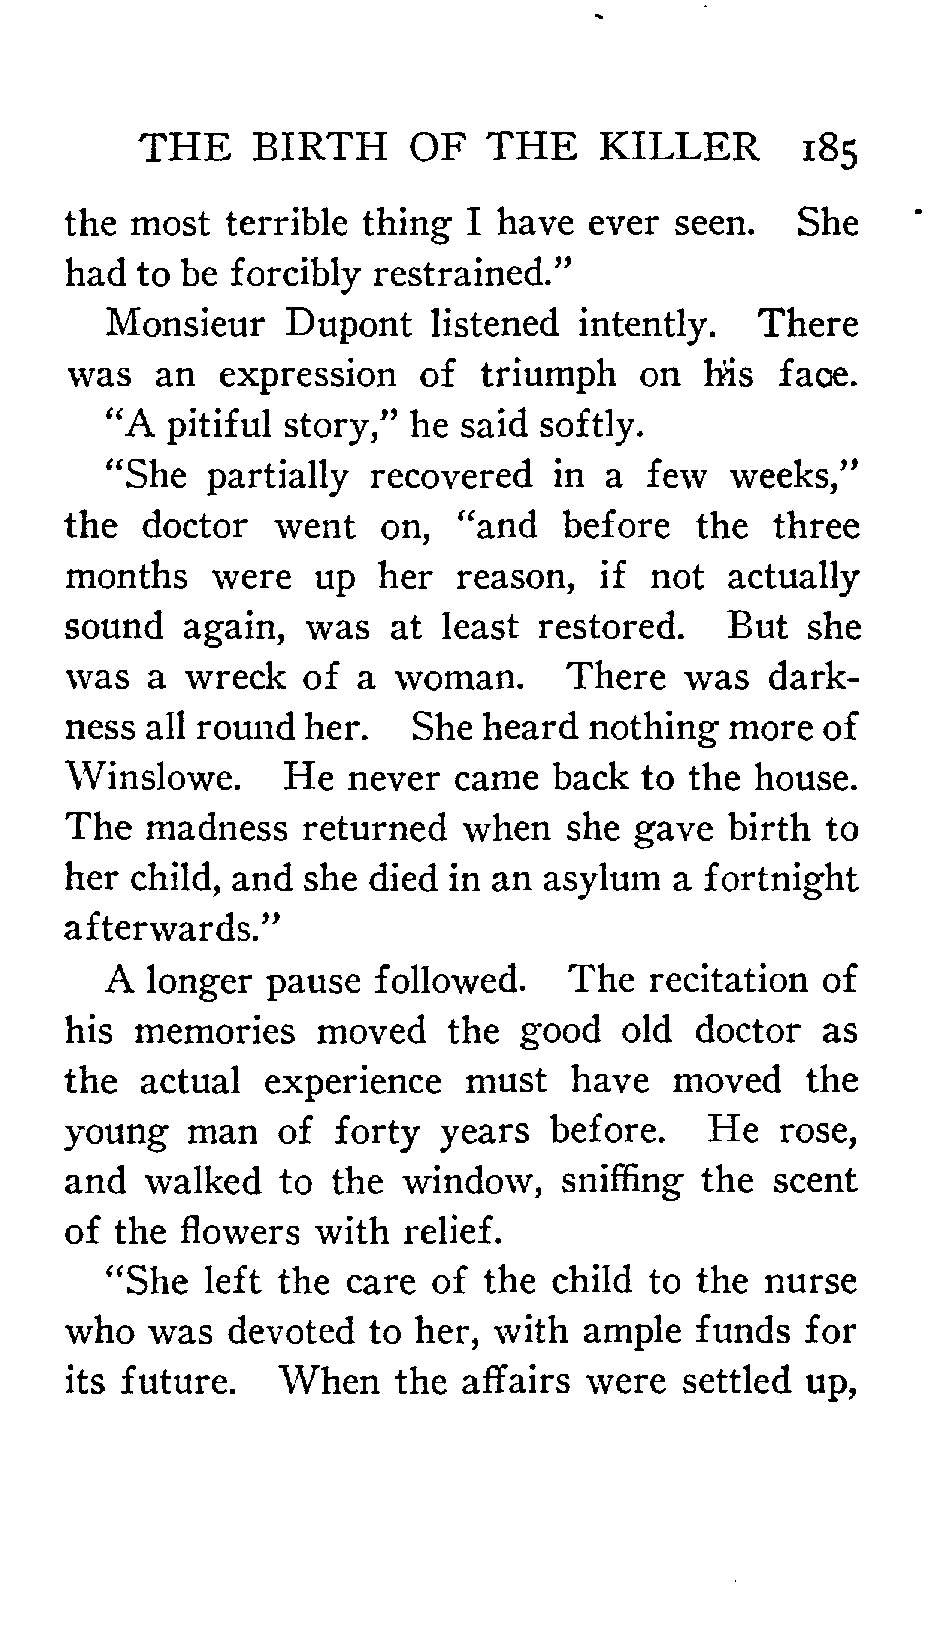 THE BIRTH OF THE KILLER 185
the most terrible thing I have ever seen. She
had to be forcibly restrained."
Monsieur Dupont listened intently. There
was an expression of triumph on his face.
"A pitiful story," he said softly.
"She partially recovered in a few weeks,"
the doctor went on, "and before the three
months were up her reason, if not actually
sound again, was at least restored. But she
was a wreck of a woman. There was dark-
ness all round her. She heard nothing more of
Winslowe. He never came back to the house.
The madness returned when she gave birth to
her child, and she died in an asylum a fortnight
afterwards."
A longer pause followed. The recitation of
his memories moved the good old doctor as
the actual experience must have moved the
young man of forty years before. He rose,
and walked to the window, sniffing the scent
of the flowers with relief.
"She left the care of the child to the nurse
who was devoted to her, with ample funds for
its future. When the affairs were settled up,